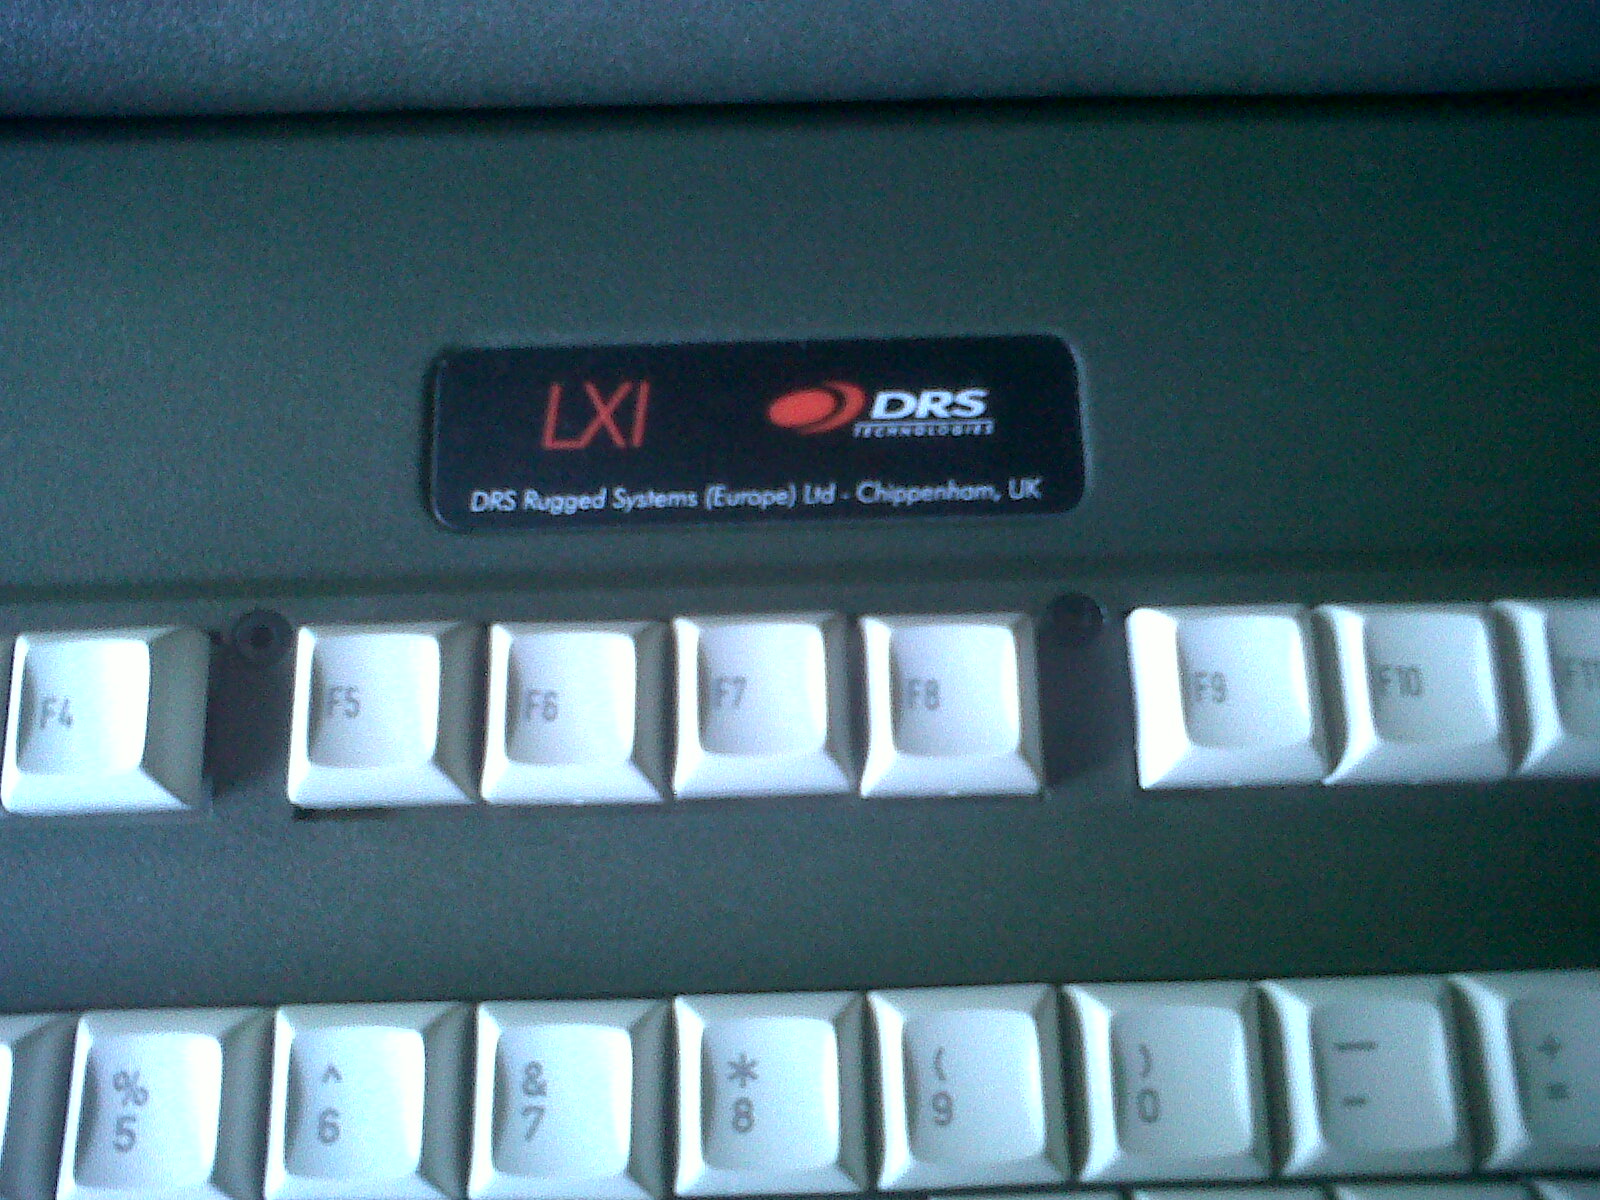 LXI
DRS
TECHNOLOGIES
DRS Rugged Systems (Europe) Ltd - Chippenham, UK
F4 F5 F6 F7 F8 F9 F10 F11
% ^ & * ( ) — +
5 6 7 8 9 0 - =